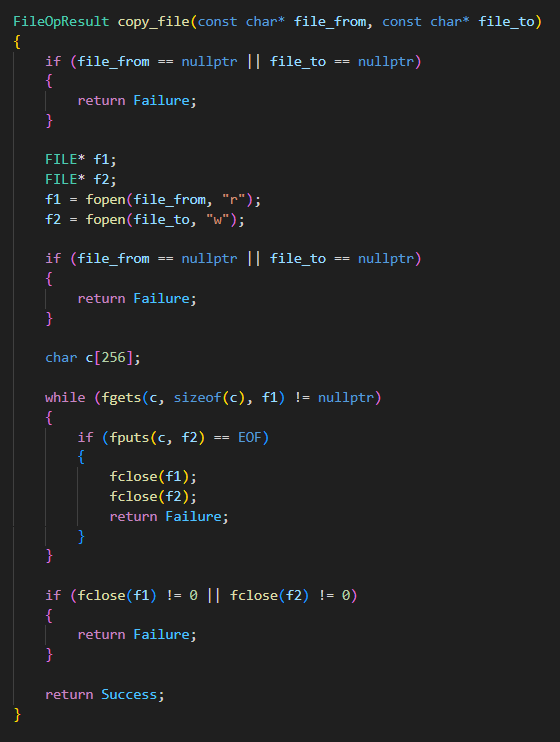 FileOpResult copy_file(const char* file_from, const char* file_to)
{
    if (file_from == nullptr || file_to == nullptr)
    {
        return Failure;
    }

    FILE* f1;
    FILE* f2;
    f1 = fopen(file_from, "r");
    f2 = fopen(file_to, "w");

    if (file_from == nullptr || file_to == nullptr)
    {
        return Failure;
    }

    char c[256];

    while (fgets(c, sizeof(c), f1) != nullptr)
    {
        if (fputs(c, f2) == EOF)
        {
            fclose(f1);
            fclose(f2);
            return Failure;
        }
    }

    if (fclose(f1) != 0 || fclose(f2) != 0)
    {
        return Failure;
    }

    return Success;
}